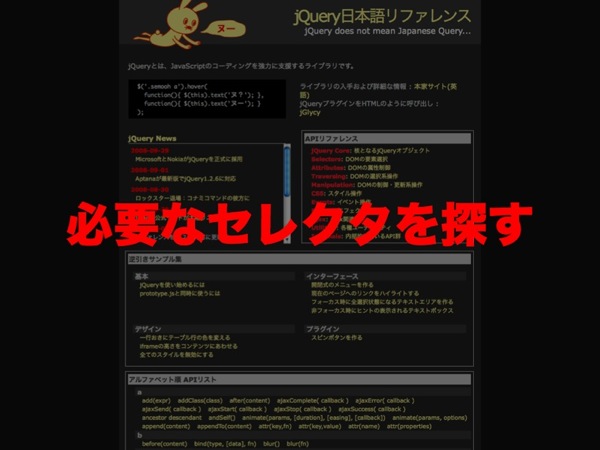 ヌー
jQuery日本語リファレンス
jQuery does not mean Japanese Query...
jQueryとは、JavaScriptのコーディングを強力に支援するライブラリです。
$('.semooh a').hover(
function(){ $(this).text('ヌ？'); },
function(){ $(this).text('ヌー'); }
);
ライブラリの入手および詳細な情報 : 本家サイト(英
語)
jQueryプラグインをHTMLのように呼び出し :
jGlycy
jQuery News
2008-09-29
MicrosoftとNokiaがjQueryを正式に採用
Aptanaが最新版でjQuery1.2.6に対応
ロックスター道場 : コナミコマンドの彼方に
APIリファレンス
jQuery Core: 核となるjQueryオブジェクト
Selectors: DOMの要素選択
Attributes: DOMの属性制御
Traversing: DOMの選択系操作
Manipulation: DOMの制御・更新系操作
CSS: スタイル操作
必要なセレクタを探す
逆引きサンプル集
基本
jQueryを使い始めるには
prototype.jsと同時に使うには
インターフェース
開閉式のメニューを作る
現在のページへのリンクをハイライトする
フォーカス時に全選択状態になるテキストエリアを作る
非フォーカス時にヒントの表示されるテキストボックス
デザイン
一行おきにテーブル行の色を変える
iframeの高さをコンテンツにあわせる
全てのスタイルを無効にする
プラグイン
スピンボタンを作る
アルファベット順 APIリスト
a
add(expr) addClass(class) after(content) ajaxComplete( callback ) ajaxError( callback )
ajaxSend( callback ) ajaxStart( callback ) ajaxStop( callback ) ajaxSuccess( callback )
ancestor descendant andSelf() animate(params, [duration], [easing], [callback]) animate(params, options)
append(content) appendTo(content) attr(key,fn) attr(key,value) attr(name) attr(properties)
b
before(content) bind(type, [data], fn) blur() blur(fn)